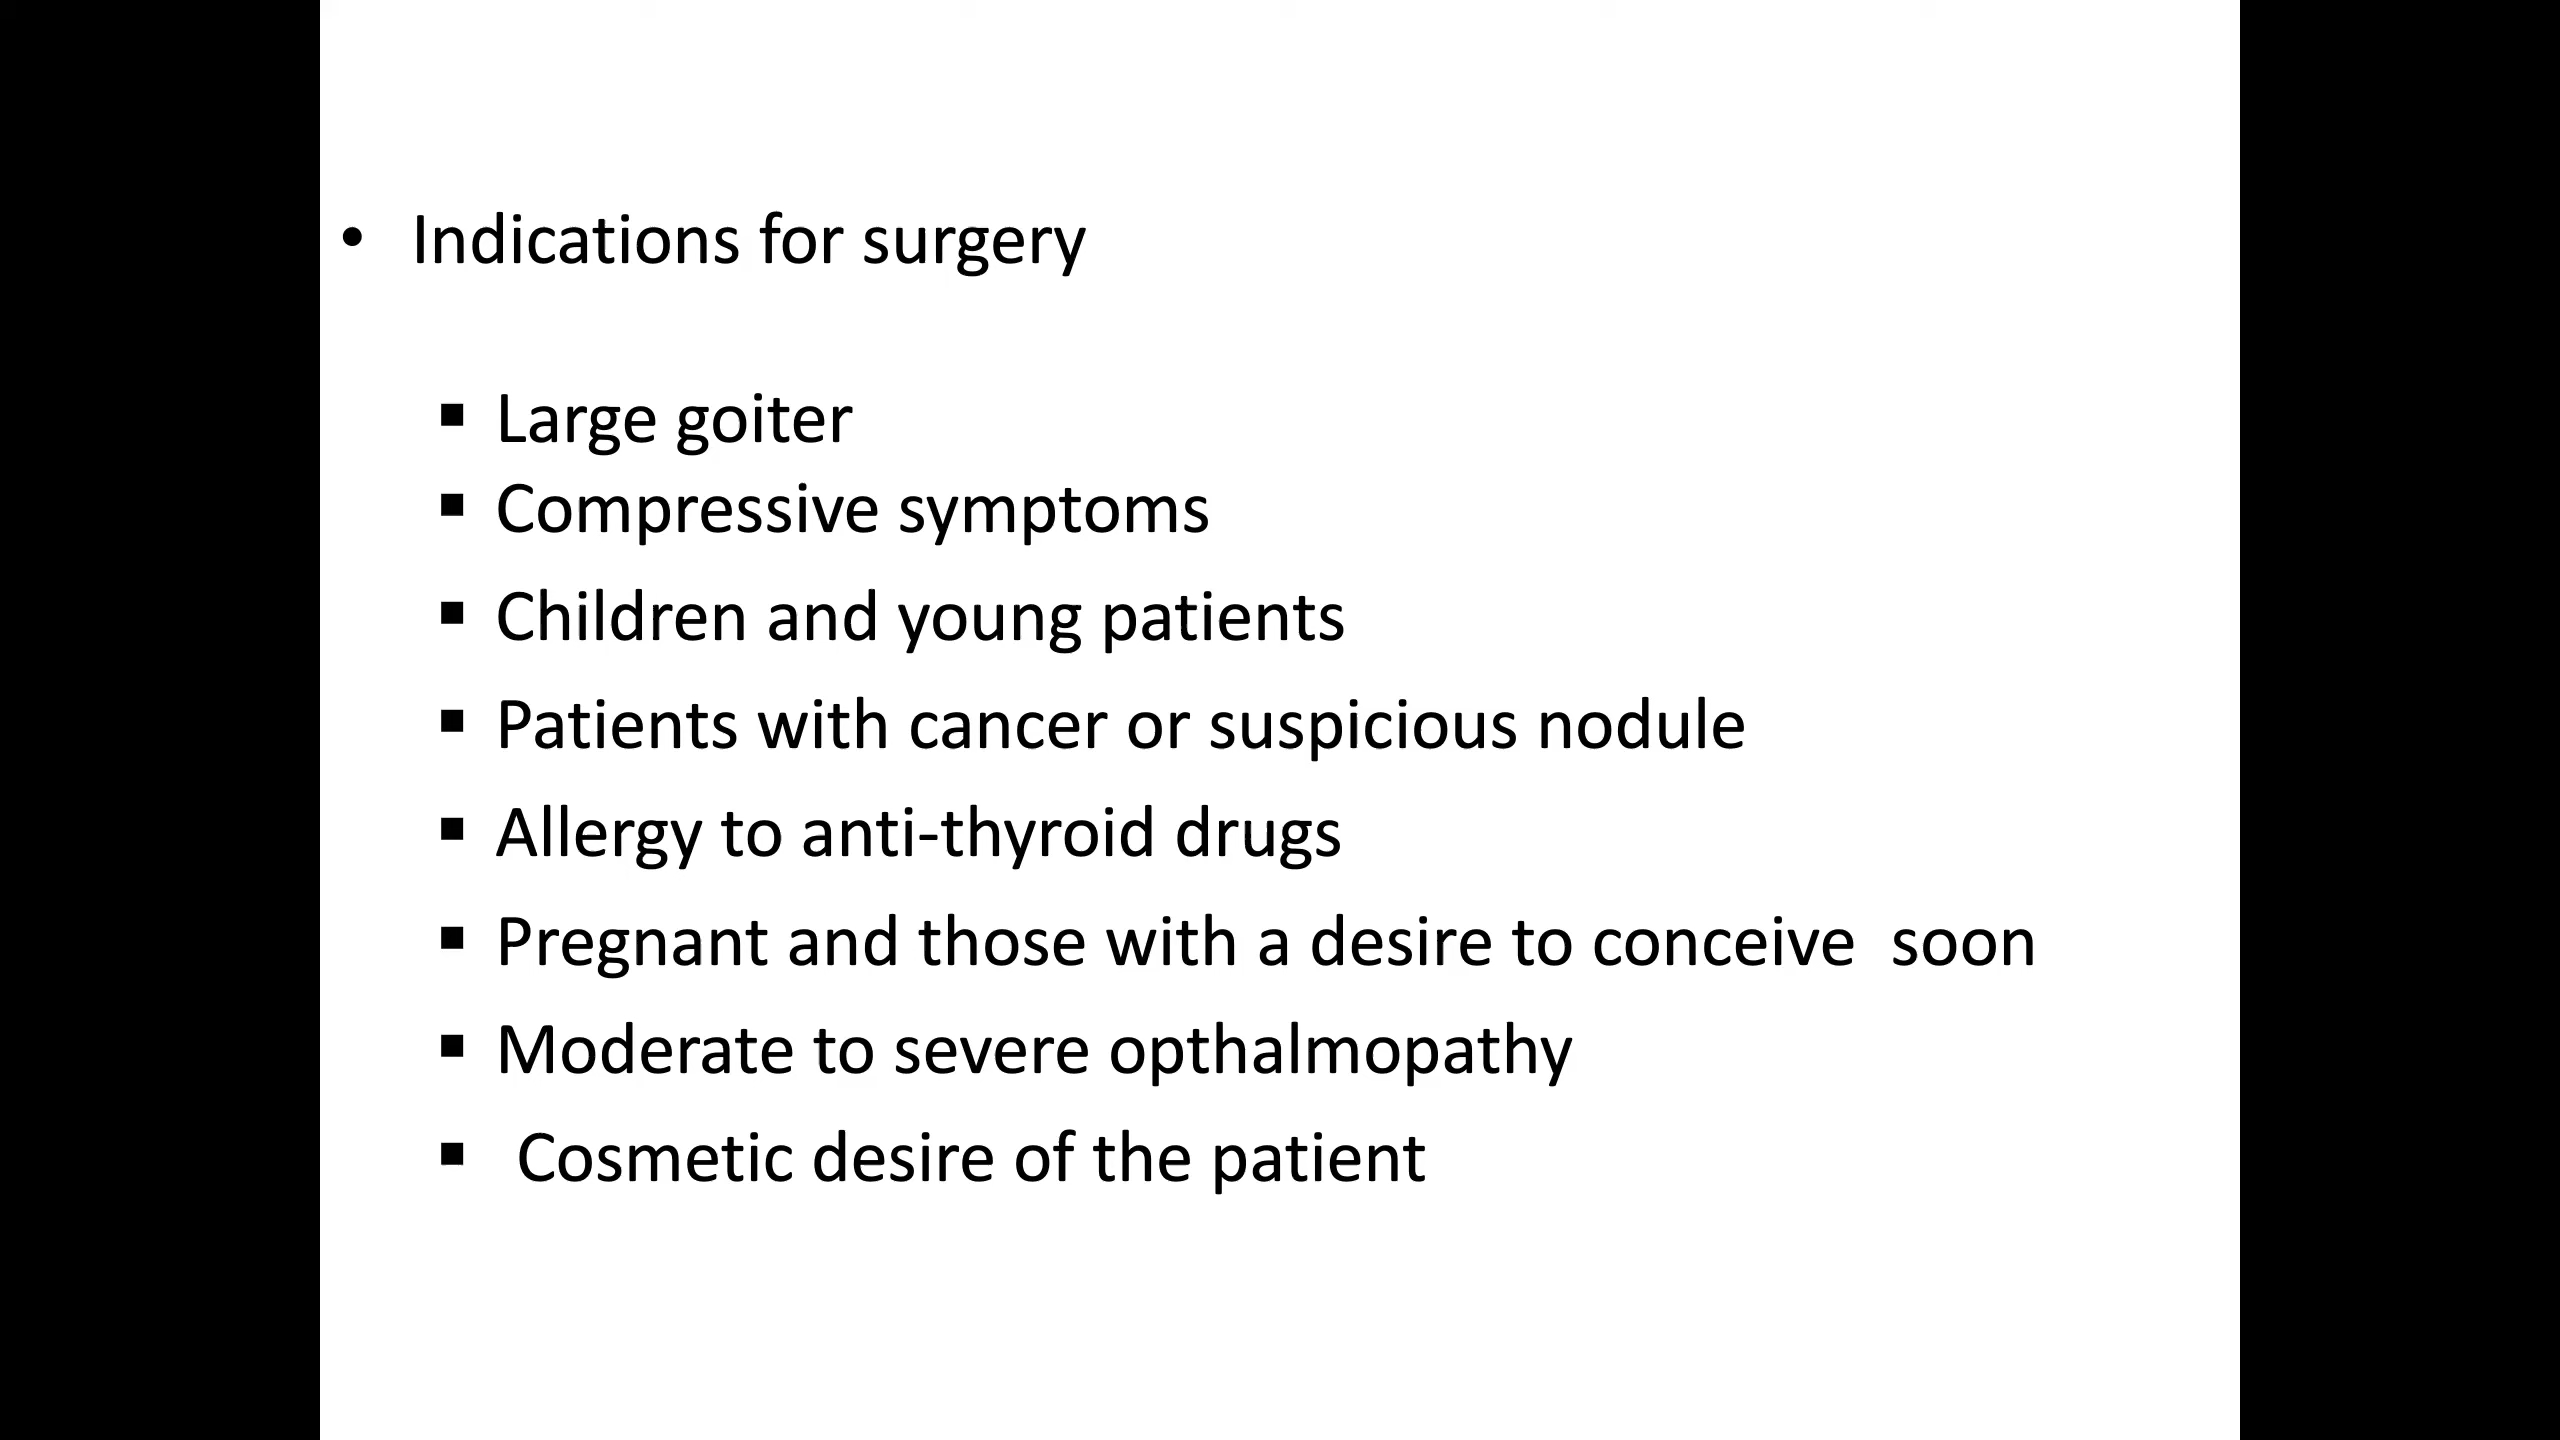 • Indications for surgery
▪ Large goiter
▪ Compressive symptoms
▪ Children and young patients
▪ Patients with cancer or suspicious nodule
▪ Allergy to anti-thyroid drugs
▪ Pregnant and those with a desire to conceive  soon
▪ Moderate to severe opthalmopathy
▪ Cosmetic desire of the patient